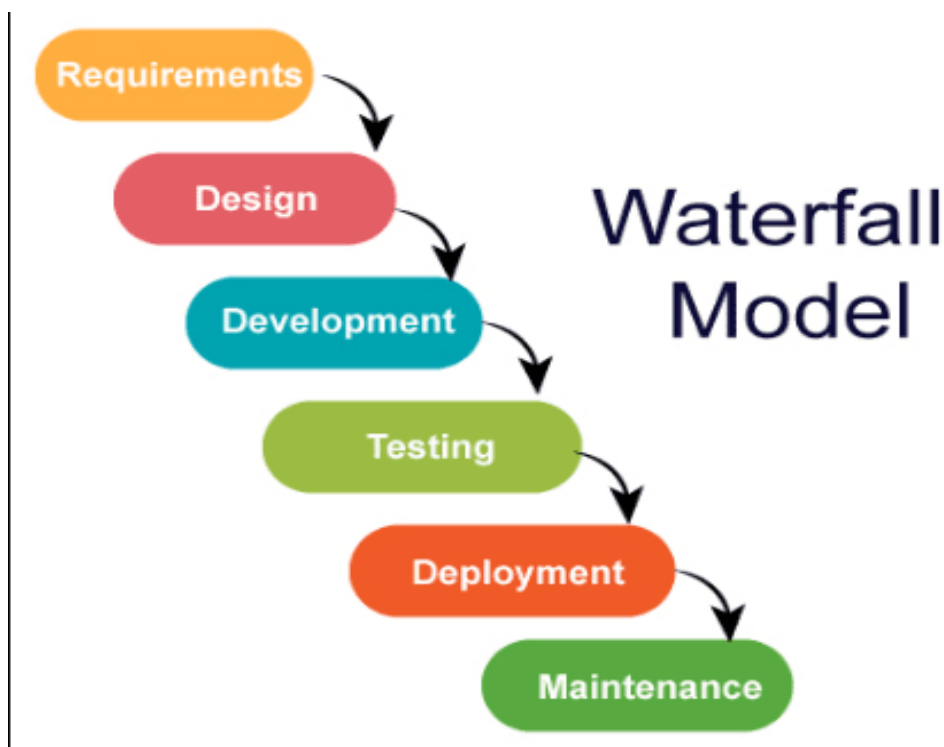 Requirements
Design
Waterfall
Model
Development
Testing
Deployment
Maintenance